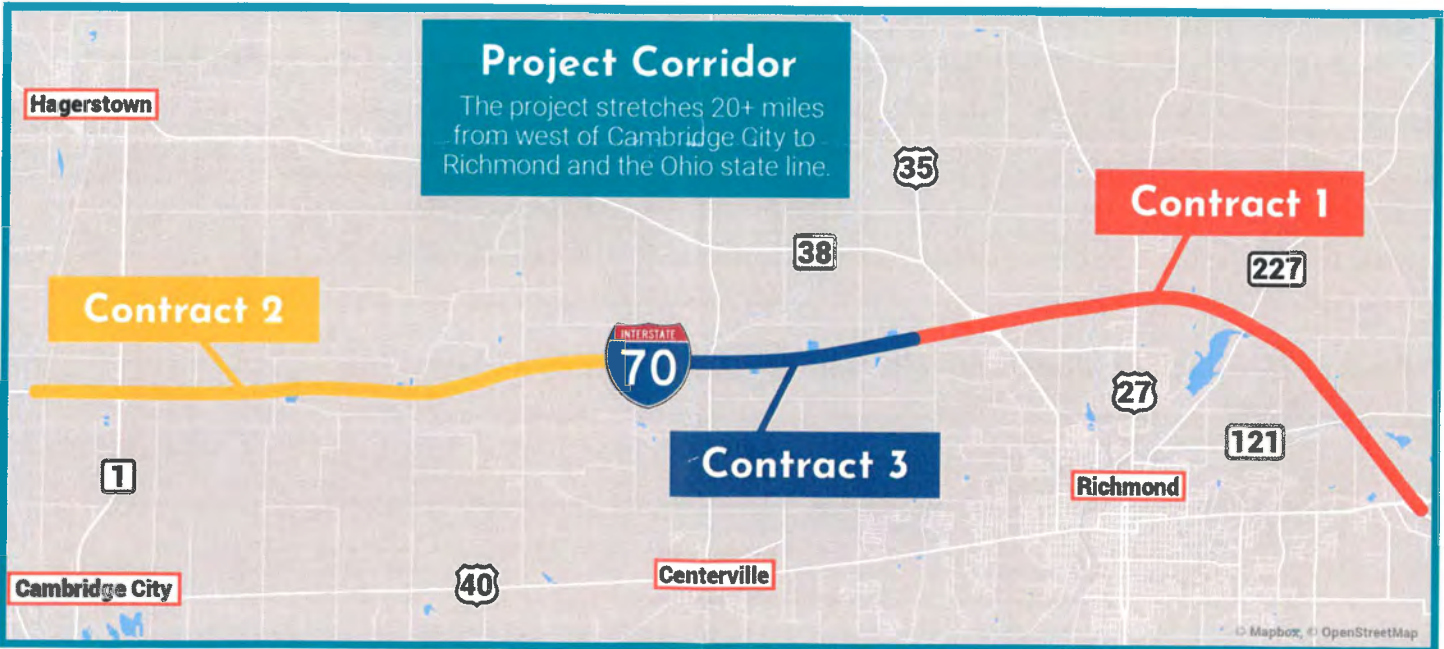 Project Corridor
The project stretches 20+ miles
from west of Cambridge City to
Richmond and the Ohio state line.
Hagerstown
35
Contract 1
38
227
Contract 2
INTERSTATE
70
27
121
Contract 3
1
Richmond
Cambridge City
40
Centerville
© Mapbox, © OpenStreetMap